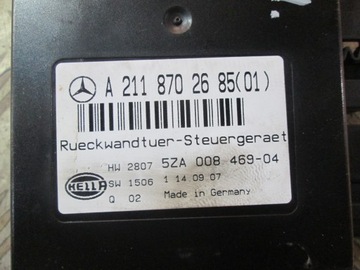 A 211 870 26 85(01)
Rueckwandtuer-Steuergeraet
HW 2807 5ZA 008 469-04
HELLA SW 1506 1 14.09.07
Q 02 Made in Germany